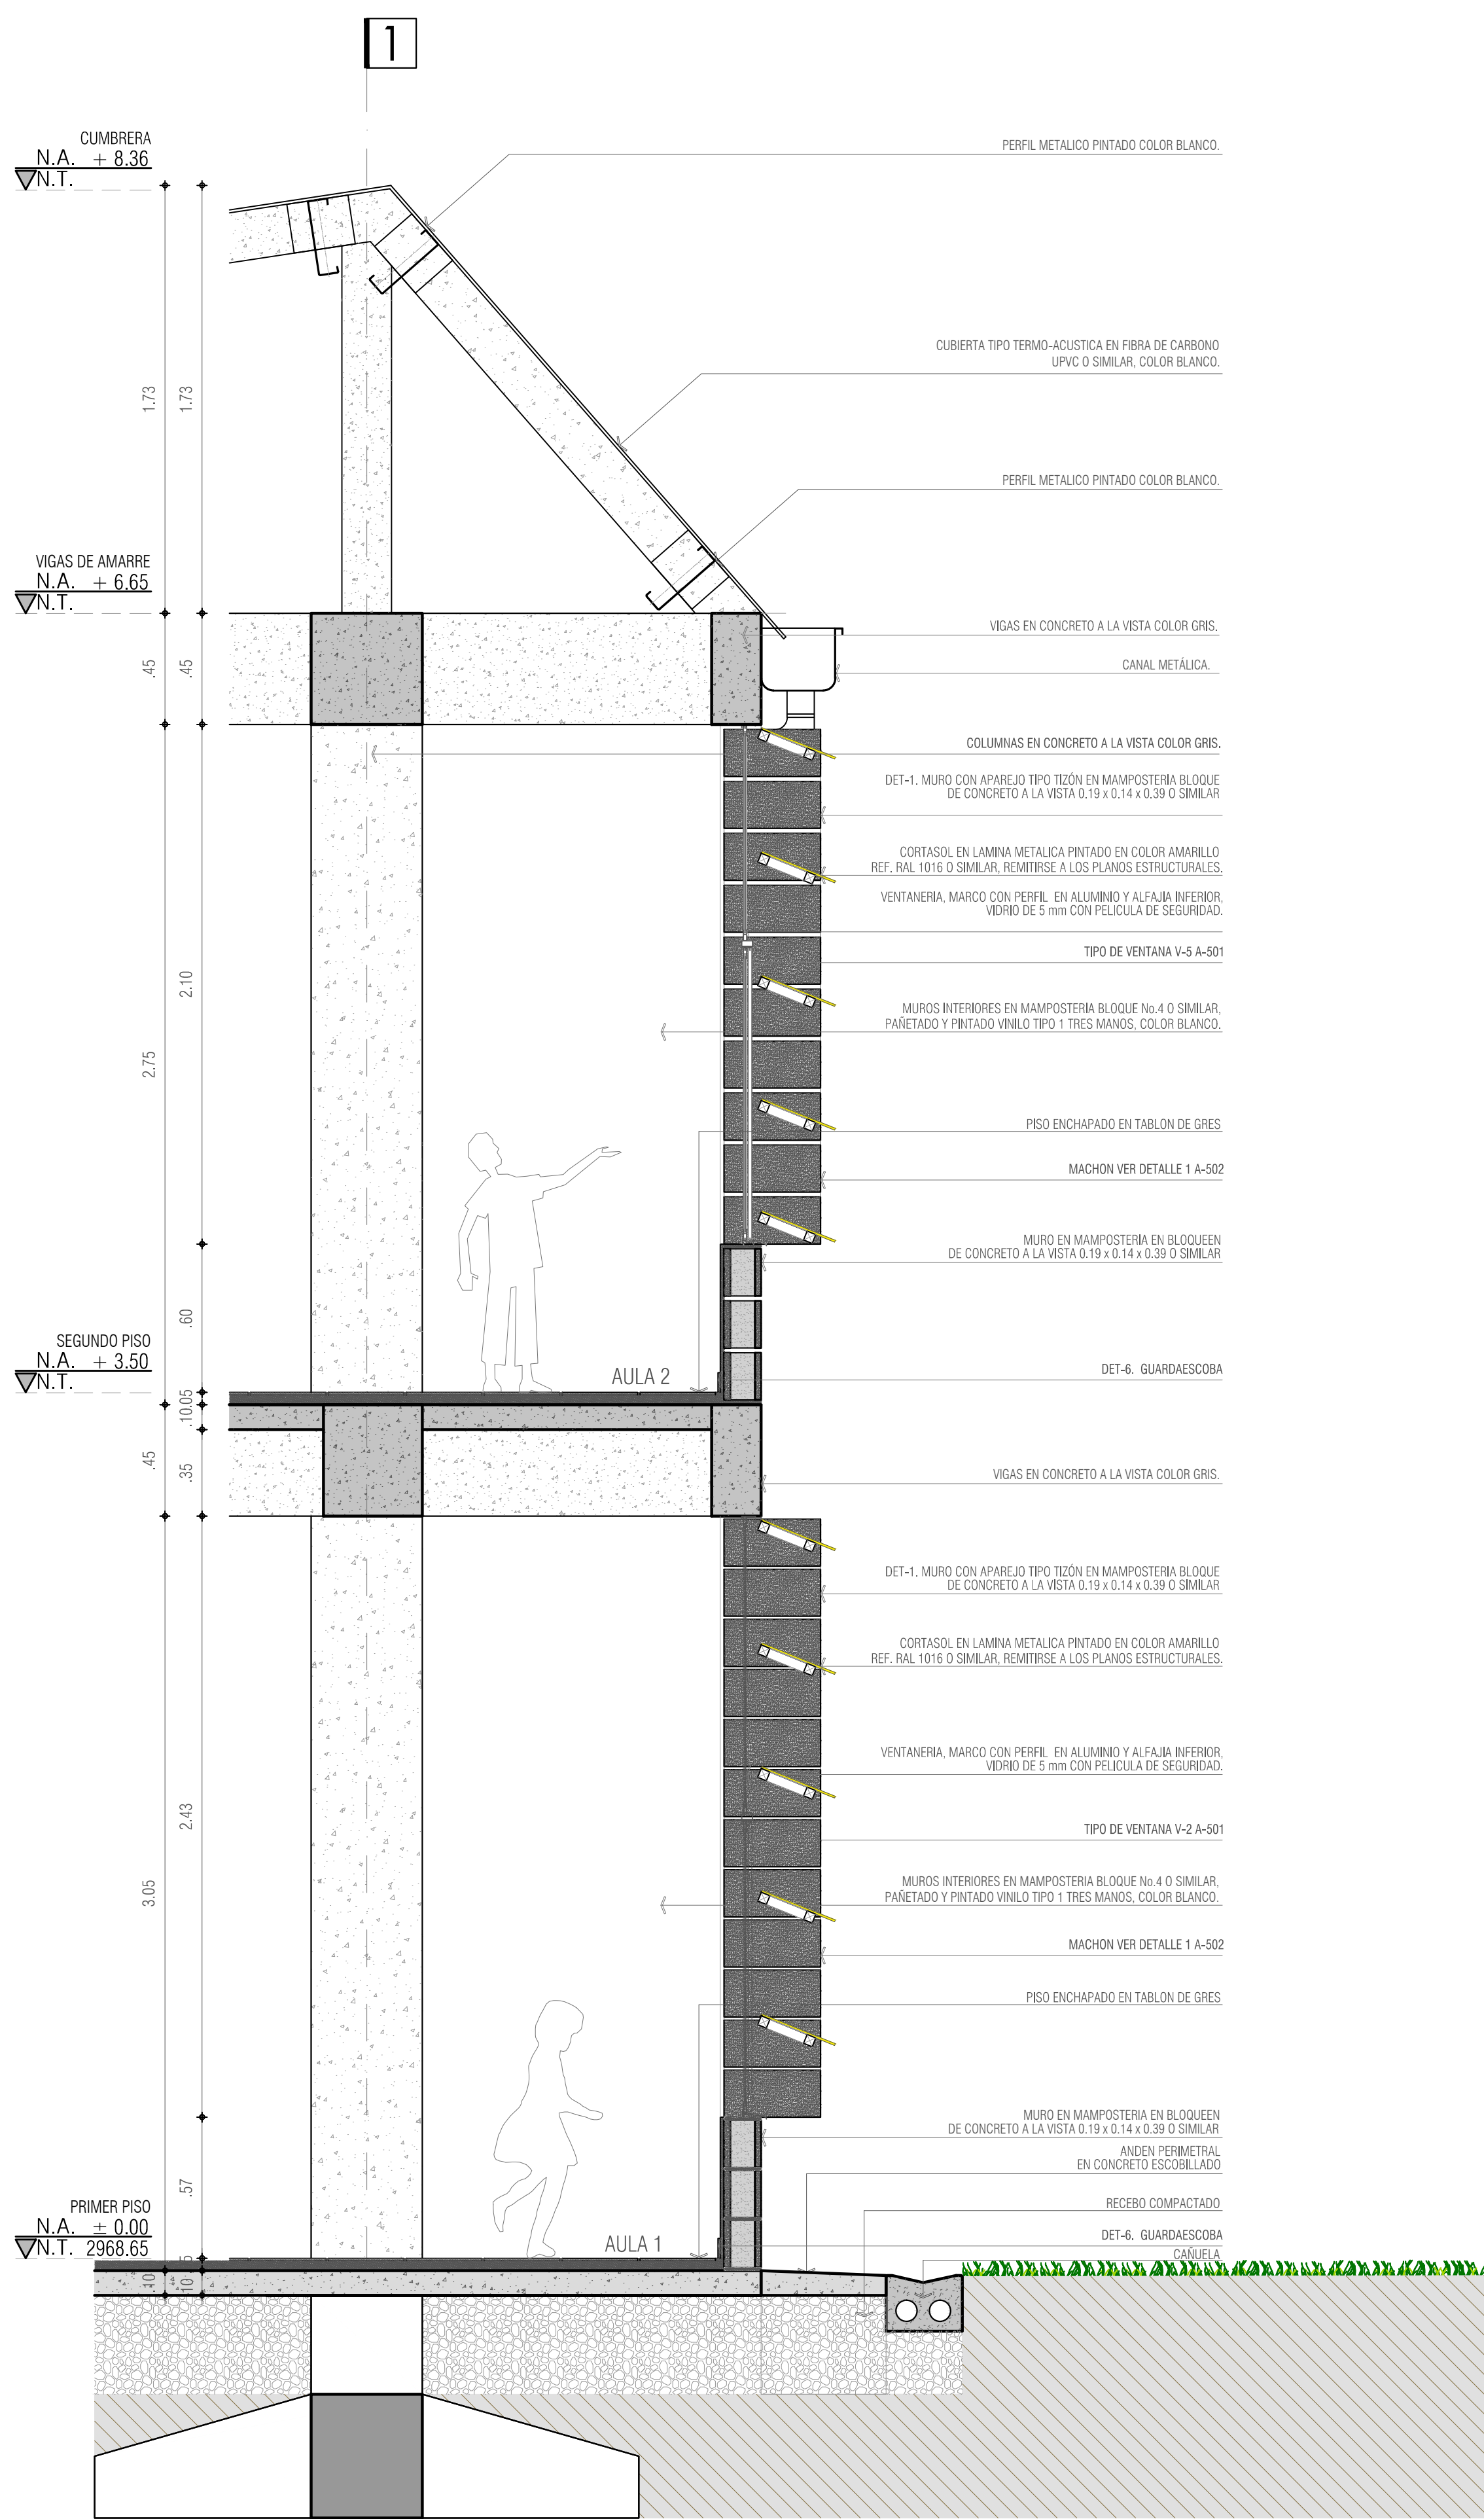 1
CUMBRERA
N.A. + 8.36
N.T.
PERFIL METALICO PINTADO COLOR BLANCO.
CUBIERTA TIPO TERMO-ACUSTICA EN FIBRA DE CARBONO
UPVC O SIMILAR, COLOR BLANCO.
1.73
1.73
PERFIL METALICO PINTADO COLOR BLANCO.
VIGAS DE AMARRE
N.A. + 6.65
N.T.
VIGAS EN CONCRETO A LA VISTA COLOR GRIS.
.45
.45
CANAL METÁLICA.
COLUMNAS EN CONCRETO A LA VISTA COLOR GRIS.
DET-1. MURO CON APAREJO TIPO TIZÓN EN MAMPOSTERIA BLOQUE
DE CONCRETO A LA VISTA 0.19 x 0.14 x 0.39 O SIMILAR
CORTASOL EN LAMINA METALICA PINTADO EN COLOR AMARILLO
REF. RAL 1016 O SIMILAR, REMITIRSE A LOS PLANOS ESTRUCTURALES.
VENTANERIA, MARCO CON PERFIL EN ALUMINIO Y ALFAJIA INFERIOR,
VIDRIO DE 5 mm CON PELICULA DE SEGURIDAD.
TIPO DE VENTANA V-5 A-501
2.10
MUROS INTERIORES EN MAMPOSTERIA BLOQUE No.4 O SIMILAR,
PAÑETADO Y PINTADO VINILO TIPO 1 TRES MANOS, COLOR BLANCO.
2.75
PISO ENCHAPADO EN TABLON DE GRES
MACHON VER DETALLE 1 A-502
MURO EN MAMPOSTERIA EN BLOQUEEN
DE CONCRETO A LA VISTA 0.19 x 0.14 x 0.39 O SIMILAR
.60
SEGUNDO PISO
N.A. + 3.50
N.T.
AULA 2
DET-6. GUARDAESCOBA
.10.05
.45
.35
VIGAS EN CONCRETO A LA VISTA COLOR GRIS.
DET-1. MURO CON APAREJO TIPO TIZÓN EN MAMPOSTERIA BLOQUE
DE CONCRETO A LA VISTA 0.19 x 0.14 x 0.39 O SIMILAR
CORTASOL EN LAMINA METALICA PINTADO EN COLOR AMARILLO
REF. RAL 1016 O SIMILAR, REMITIRSE A LOS PLANOS ESTRUCTURALES.
VENTANERIA, MARCO CON PERFIL EN ALUMINIO Y ALFAJIA INFERIOR,
VIDRIO DE 5 mm CON PELICULA DE SEGURIDAD.
2.43
TIPO DE VENTANA V-2 A-501
MUROS INTERIORES EN MAMPOSTERIA BLOQUE No.4 O SIMILAR,
PAÑETADO Y PINTADO VINILO TIPO 1 TRES MANOS, COLOR BLANCO.
3.05
MACHON VER DETALLE 1 A-502
PISO ENCHAPADO EN TABLON DE GRES
MURO EN MAMPOSTERIA EN BLOQUEEN
DE CONCRETO A LA VISTA 0.19 x 0.14 x 0.39 O SIMILAR
ANDEN PERIMETRAL
EN CONCRETO ESCOBILLADO
.57
PRIMER PISO
N.A. ± 0.00
N.T. 2968.65
RECEBO COMPACTADO
AULA 1
DET-6. GUARDAESCOBA
CAÑUELA
.10
.10